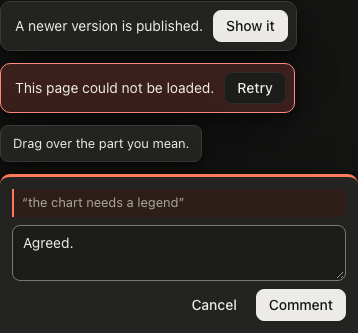 A newer version is published. Show it
This page could not be loaded. Retry
Drag over the part you mean.
“the chart needs a legend”
Agreed.
Cancel Comment